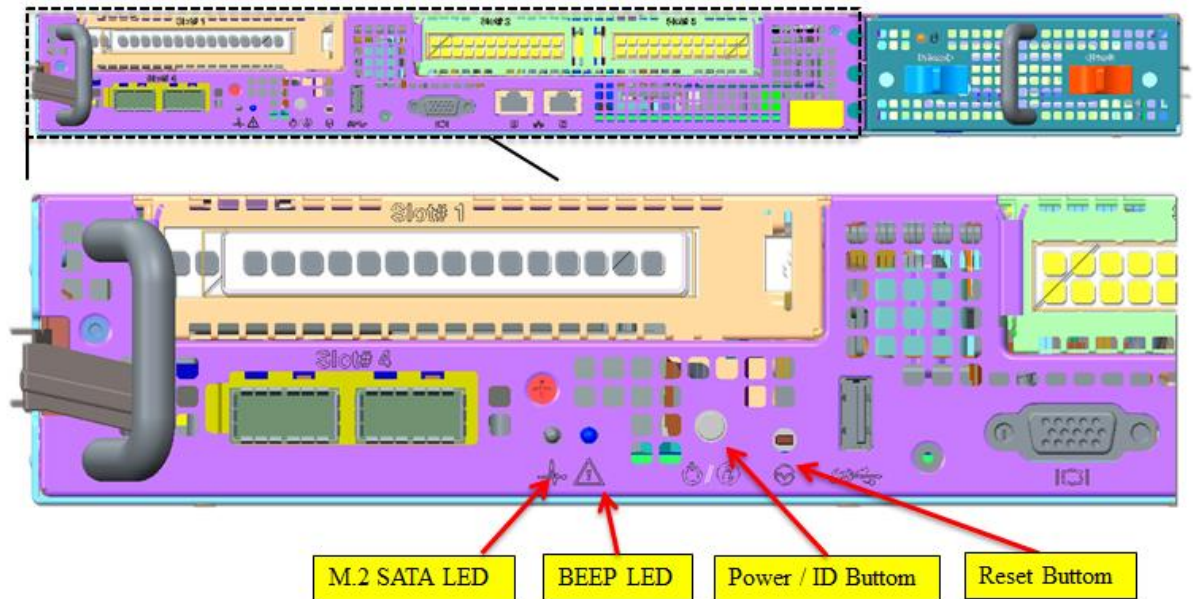 Slot# 1
Slot# 4
M.2 SATA LED
BEEP LED
Power / ID Buttom
Reset Buttom